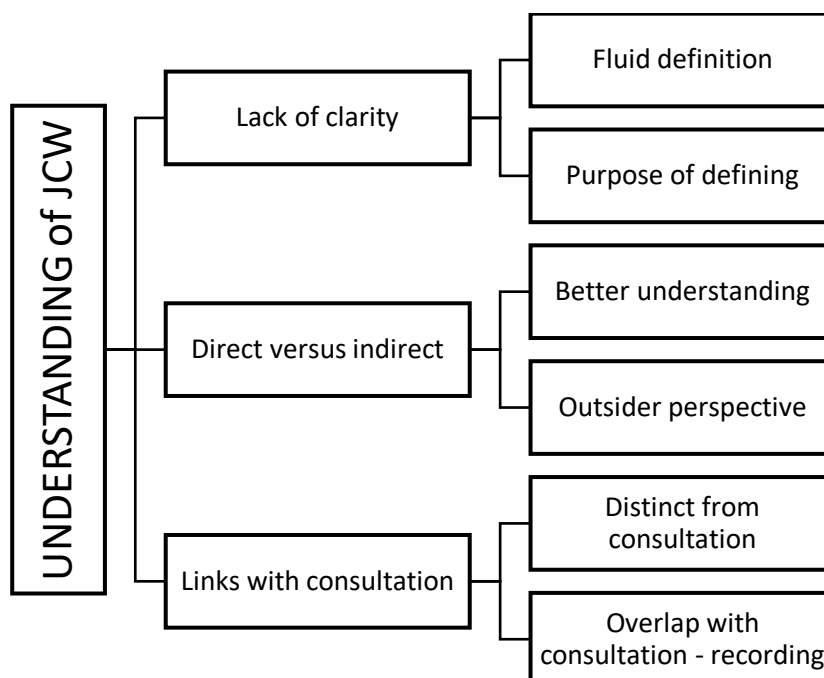 UNDERSTANDING of JCW
Lack of clarity
Fluid definition
Purpose of defining
Direct versus indirect
Better understanding
Outsider perspective
Links with consultation
Distinct from
consultation
Overlap with
consultation - recording